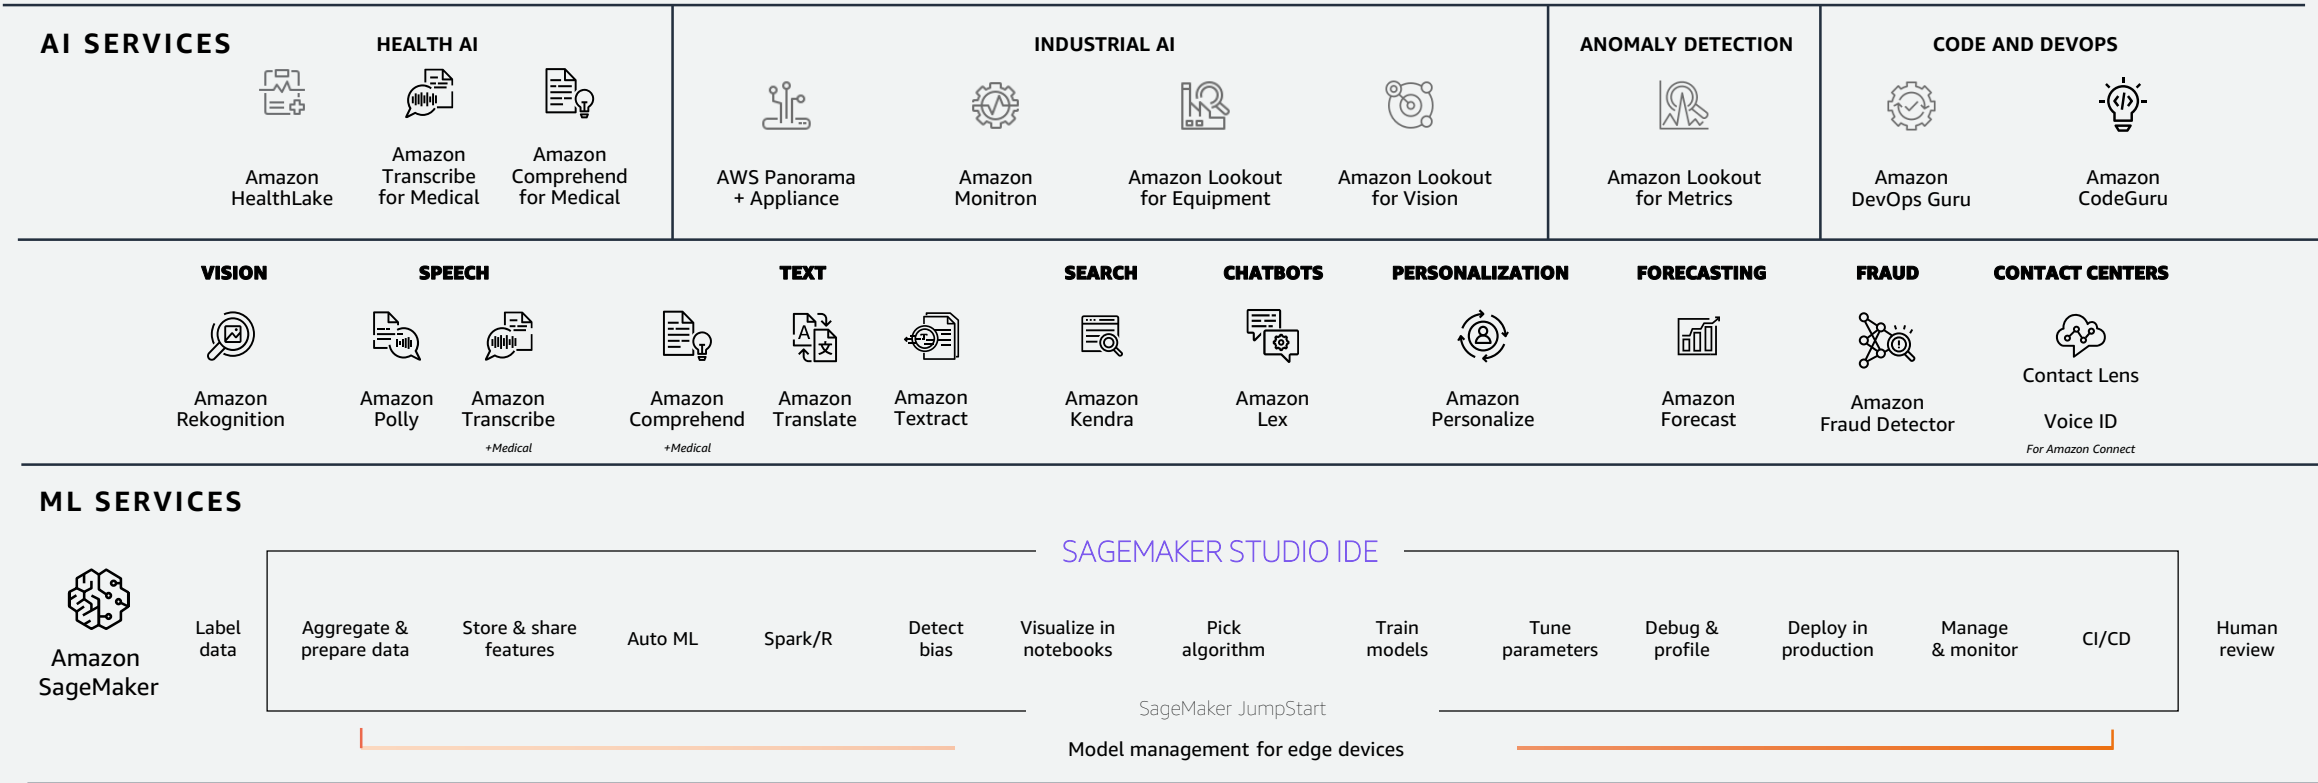 AI SERVICES
HEALTH AI
INDUSTRIAL AI
ANOMALY DETECTION
CODE AND DEVOPS
Amazon
HealthLake
Amazon
Transcribe
for Medical
Amazon
Comprehend
for Medical
AWS Panorama
+ Appliance
Amazon
Monitron
Amazon Lookout
for Equipment
Amazon Lookout
for Vision
Amazon Lookout
for Metrics
Amazon
DevOps Guru
Amazon
CodeGuru
VISION
SPEECH
TEXT
SEARCH
CHATBOTS
PERSONALIZATION
FORECASTING
FRAUD
CONTACT CENTERS
Amazon
Rekognition
Amazon
Polly
Amazon
Transcribe
+Medical
Amazon
Comprehend
+Medical
A
文
Amazon
Translate
Amazon
Textract
Amazon
Kendra
Amazon
Lex
Amazon
Personalize
Amazon
Forecast
Amazon
Fraud Detector
Contact Lens
Voice ID
For Amazon Connect
ML SERVICES
SAGEMAKER STUDIO IDE
Amazon
SageMaker
Label
data
Aggregate &
prepare data
Store & share
features
Auto ML
Spark/R
Detect
bias
Visualize in
notebooks
Pick
algorithm
Train
models
Tune
parameters
Debug &
profile
Deploy in
production
Manage
& monitor
CI/CD
Human
review
SageMaker JumpStart
Model management for edge devices